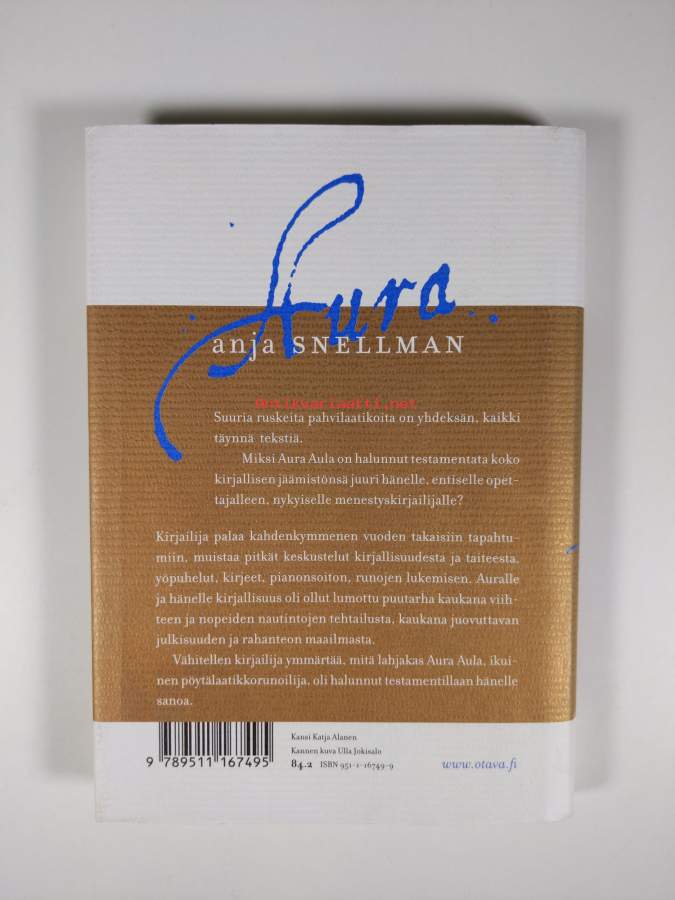 Aura
anja SNELLMAN
Antikvariaatti.net
Suuria ruskeita pahvilaatikoita on yhdeksän, kaikki
täynnä tekstiä.
Miksi Aura Aula on halunnut testamentata koko
kirjallisen jäämistönsä juuri hänelle, entiselle opet-
tajalleen, nykyiselle menestyskirjailijalle?
Kirjailija palaa kahdenkymmenen vuoden takaisiin tapahtu-
miin, muistaa pitkät keskustelut kirjallisuudesta ja taiteesta,
yöpuhelut, kirjeet, pianonsoiton, runojen lukemisen. Auralle
ja hänelle kirjallisuus oli ollut lumottu puutarha kaukana viih-
teen ja nopeiden nautintojen tehtailusta, kaukana juovuttavan
julkisuuden ja rahanteon maailmasta.
Vähitellen kirjailija ymmärtää, mitä lahjakas Aura Aula, ikui-
nen pöytälaatikkorunoilija, oli halunnut testamentillaan hänelle
sanoa.
Kansi Katja Alanen
Kannen kuva Ulla Jokisalo
84.2 ISBN 951-1-16749-9
www.otava.fi
9 789511 167495